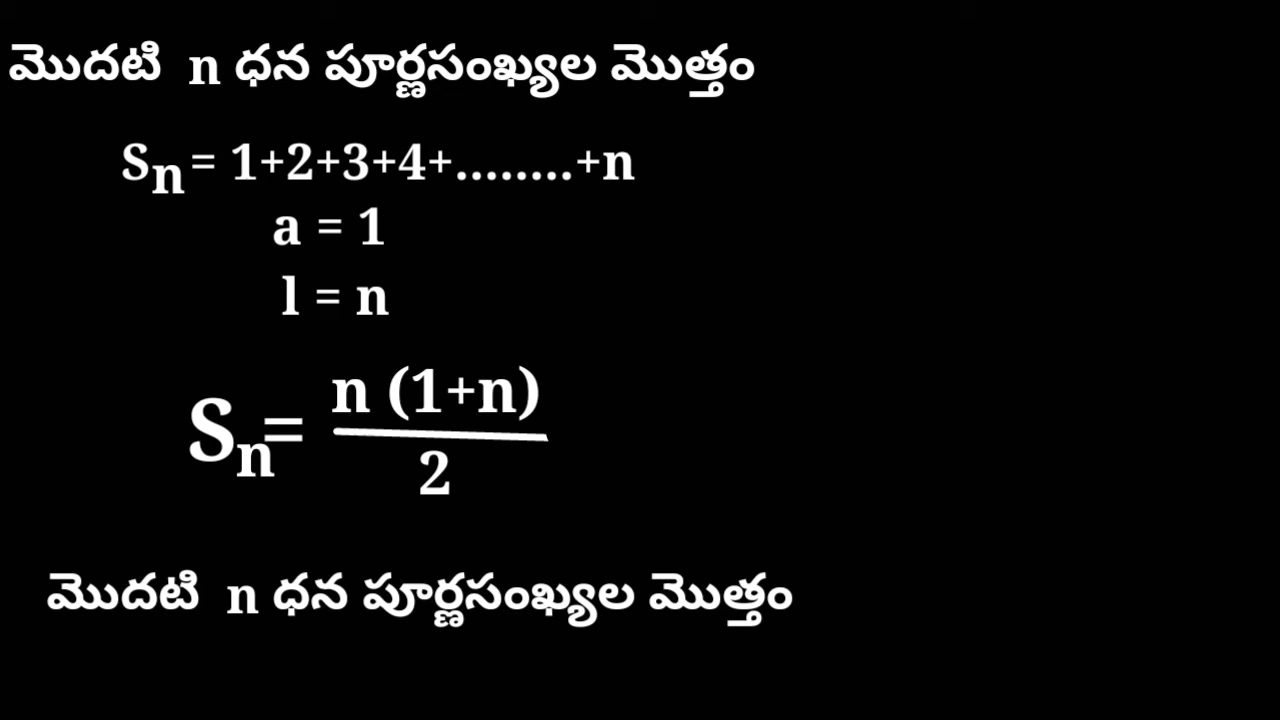 మొదటి n ధన పూర్ణసంఖ్యల మొత్తం
Sn = 1+2+3+4+........+n
a = 1
l = n
Sn = n (1+n)
2
మొదటి n ధన పూర్ణసంఖ్యల మొత్తం